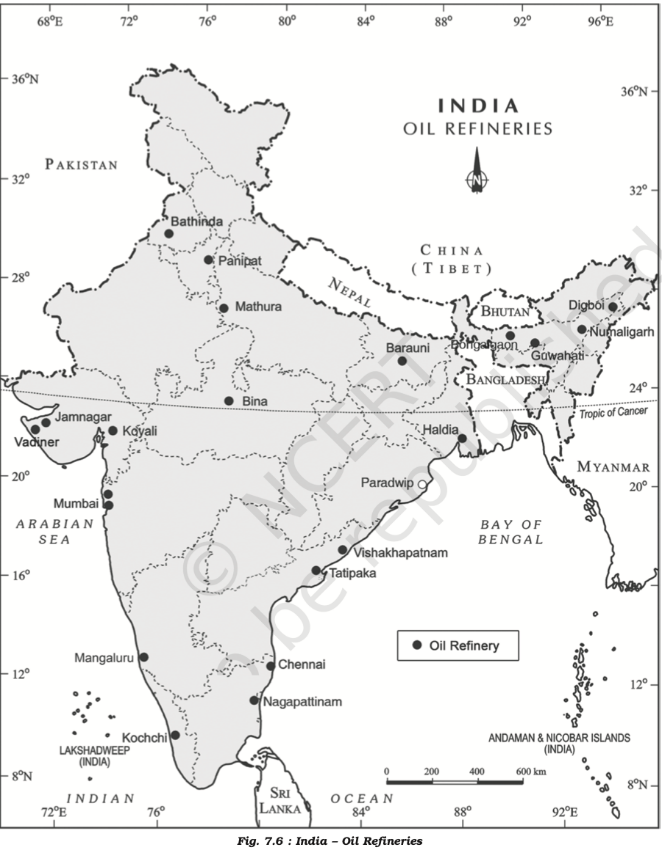 68°E 72° 76° 80° 84° 88° 92° 96°E
36°N
36°N
INDIA
OIL REFINERIES
N
PAKISTAN
32°
32°
Bathinda
Panipat
CHINA
(TIBET)
28°
NEPAL
Mathura
BHUTAN
Digboi
Numaligarh
Bongaigaon
Guwahati
Barauni
BANGLADESH
24°
Bina
Tropic of Cancer
Jamnagar
Vadiner
Koyali
Haldia
MYANMAR
20°
20°
Paradwip
Mumbai
ARABIAN
SEA
BAY OF
BENGAL
Vishakhapatnam
Tatipaka
16°
16°
© NCERT
be republished
Oil Refinery
Mangaluru
Chennai
12°
12°
Nagapattinam
Kochchi
LAKSHADWEEP
(INDIA)
ANDAMAN & NICOBAR ISLANDS
(INDIA)
0 200 400 600 km
8°N
8°N
SRI
LANKA
INDIAN OCEAN
72°E 76° 84° 88° 92°E
Fig. 7.6 : India – Oil Refineries